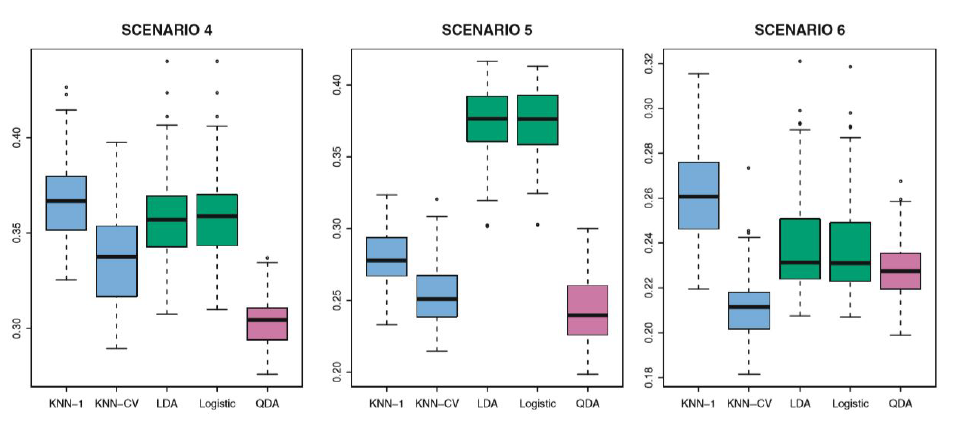 SCENARIO 4
0.40
0.35
0.30
KNN–1 KNN–CV LDA Logistic QDA
SCENARIO 5
0.40
0.35
0.30
0.25
0.20
KNN–1 KNN–CV LDA Logistic QDA
SCENARIO 6
0.32
0.30
0.28
0.26
0.24
0.22
0.20
0.18
KNN–1 KNN–CV LDA Logistic QDA